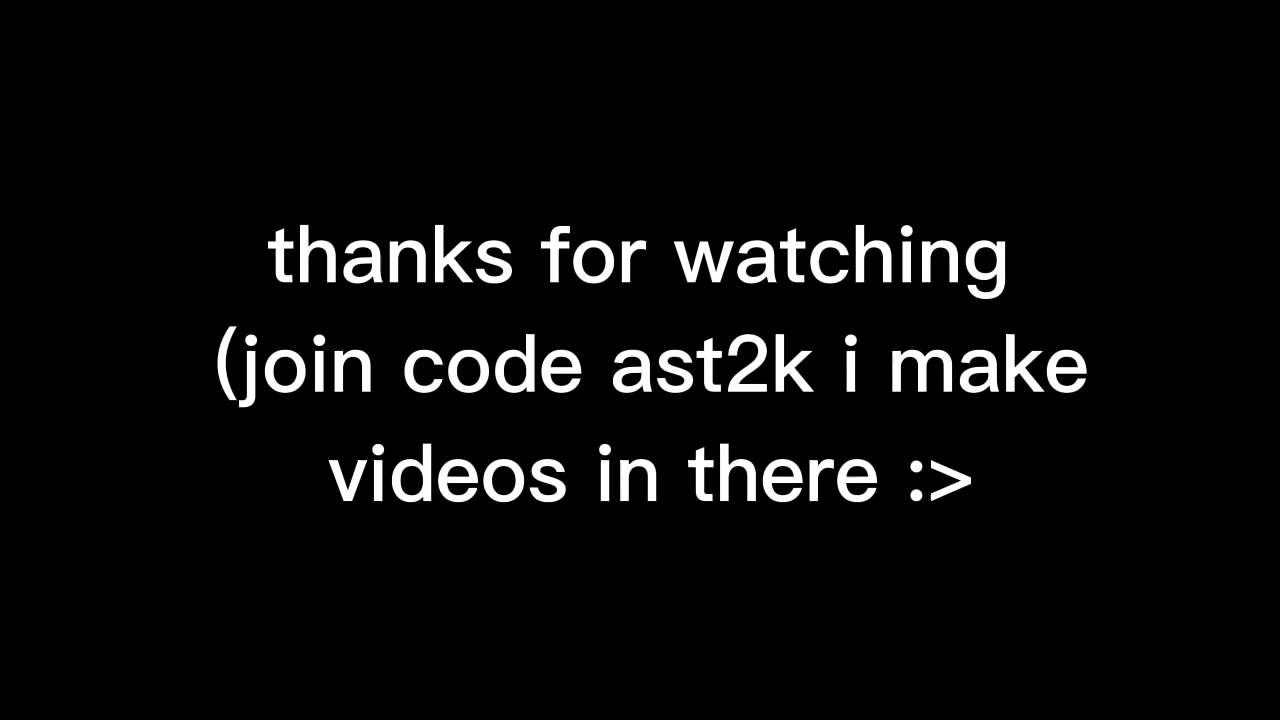 thanks for watching
(join code ast2k i make
videos in there :>